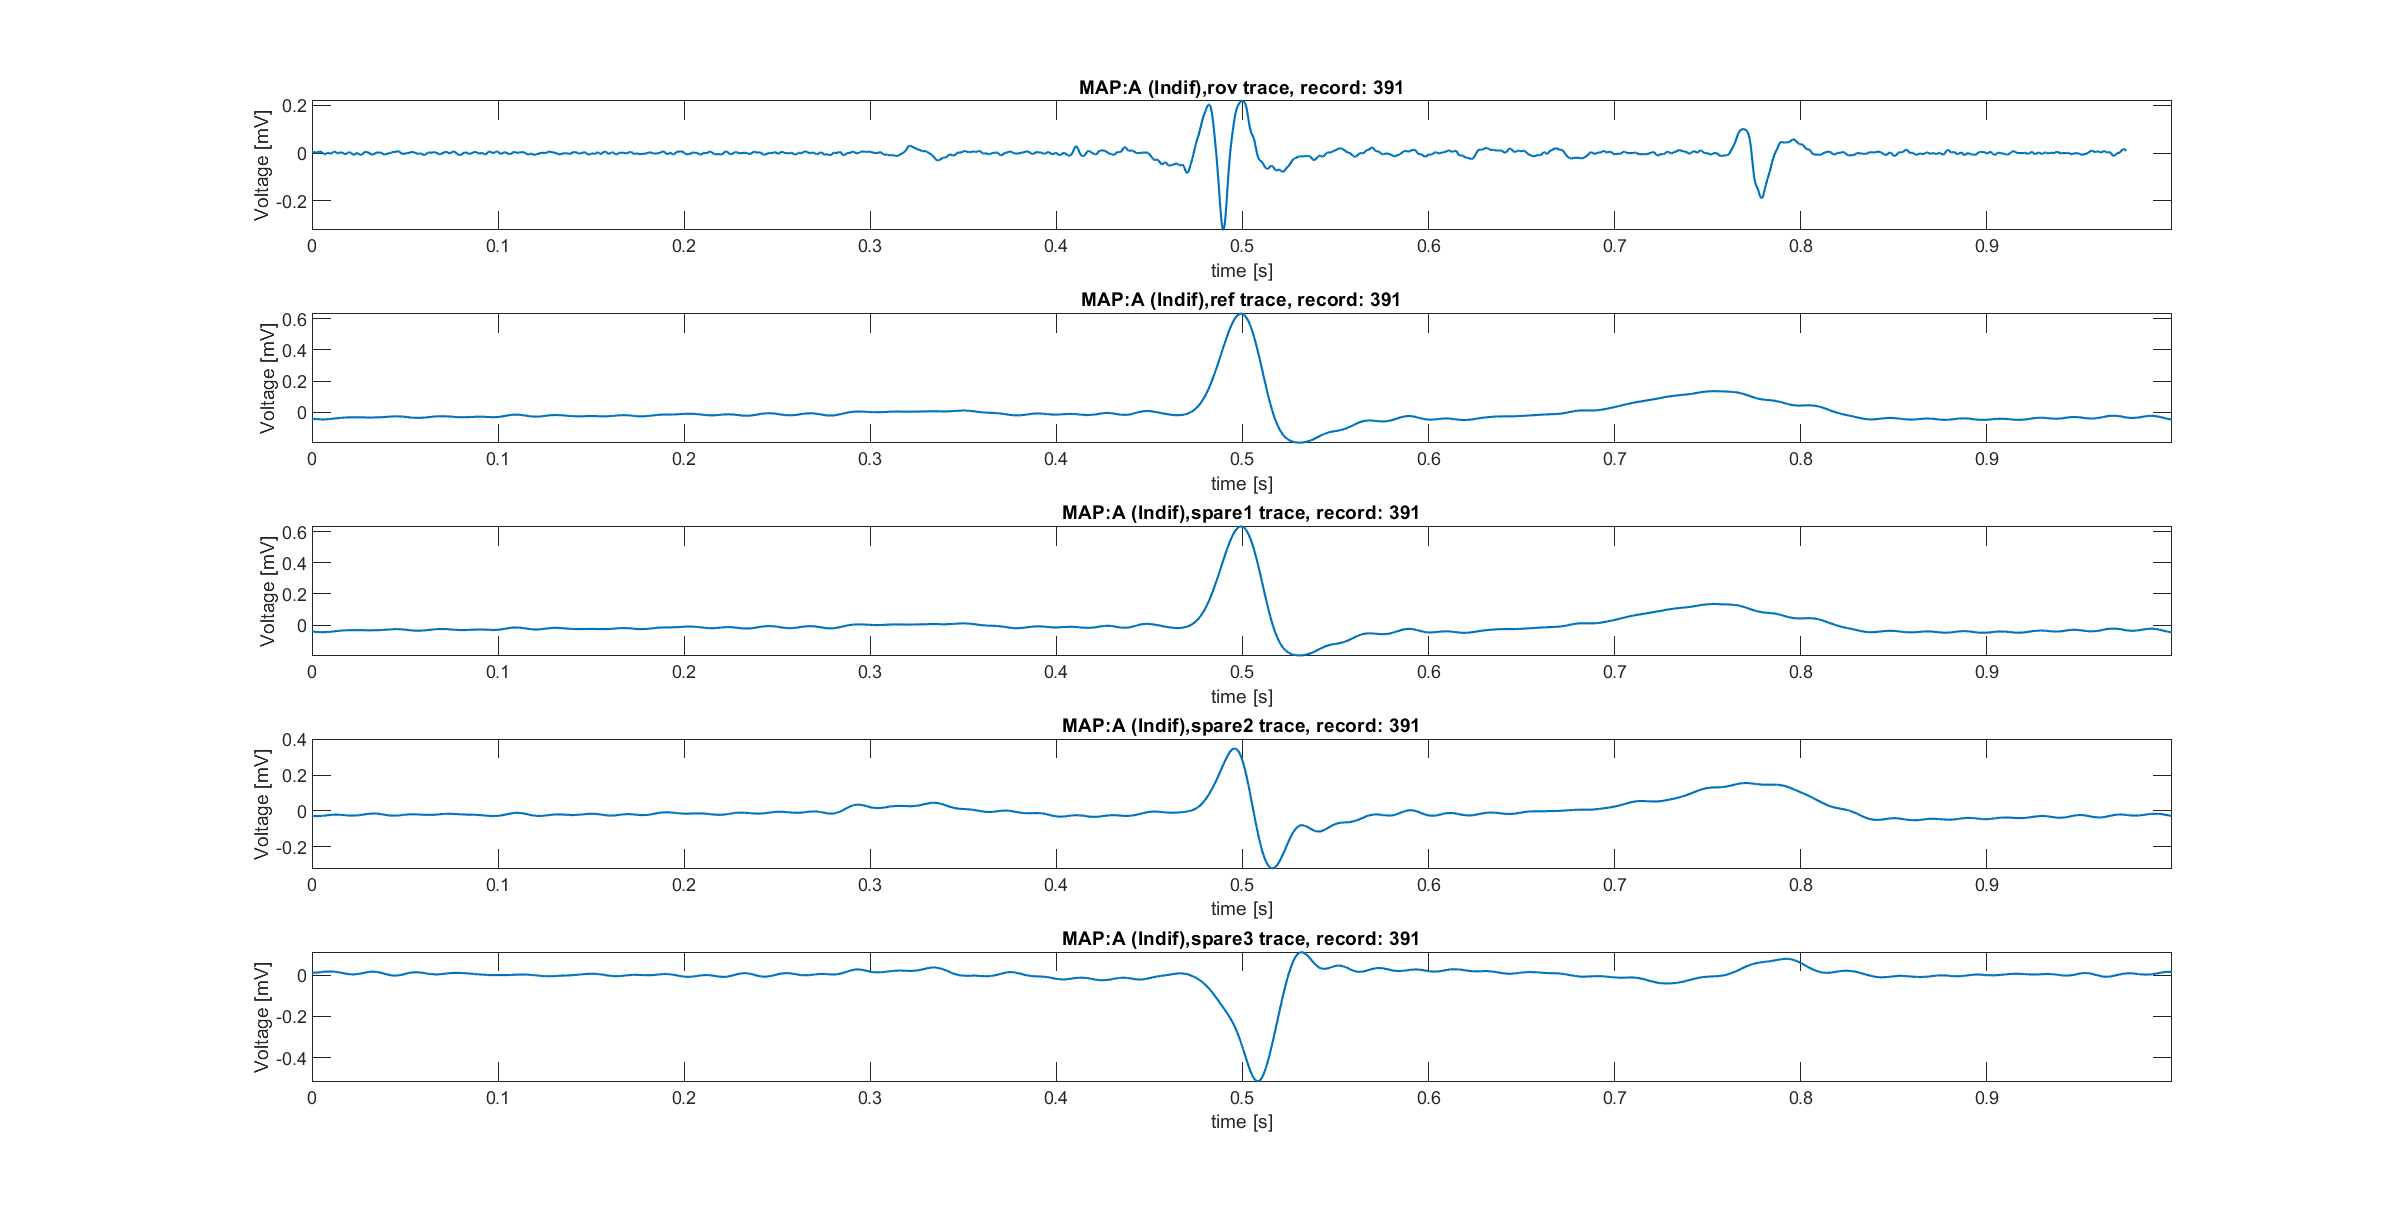 MAP:A (Indif),rov trace, record: 391
Voltage [mV]
0.2
0
-0.2
0 0.1 0.2 0.3 0.4 0.5 0.6 0.7 0.8 0.9
time [s]
MAP:A (Indif),ref trace, record: 391
Voltage [mV]
0.6
0.4
0.2
0
0 0.1 0.2 0.3 0.4 0.5 0.6 0.7 0.8 0.9
time [s]
MAP:A (Indif),spare1 trace, record: 391
Voltage [mV]
0.6
0.4
0.2
0
0 0.1 0.2 0.3 0.4 0.5 0.6 0.7 0.8 0.9
time [s]
MAP:A (Indif),spare2 trace, record: 391
Voltage [mV]
0.4
0.2
0
-0.2
0 0.1 0.2 0.3 0.4 0.5 0.6 0.7 0.8 0.9
time [s]
MAP:A (Indif),spare3 trace, record: 391
Voltage [mV]
0
-0.2
-0.4
0 0.1 0.2 0.3 0.4 0.5 0.6 0.7 0.8 0.9
time [s]